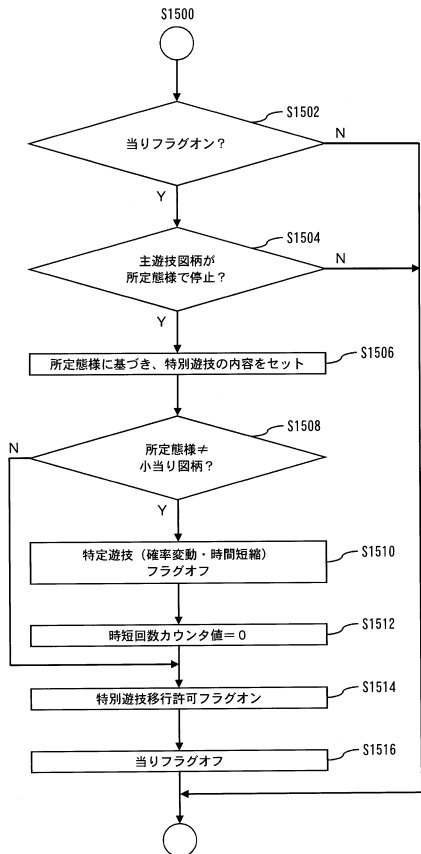 S1500
S1502
当りフラグオン？
N
Y
S1504
主遊技図柄が
所定態様で停止？
N
Y
S1506
所定態様に基づき、特別遊技の内容をセット
S1508
N
所定態様≠
小当り図柄？
Y
特定遊技（確率変動・時間短縮）
フラグオフ
S1510
時短回数カウンタ値＝０
S1512
特別遊技移行許可フラグオン
S1514
当りフラグオフ
S1516